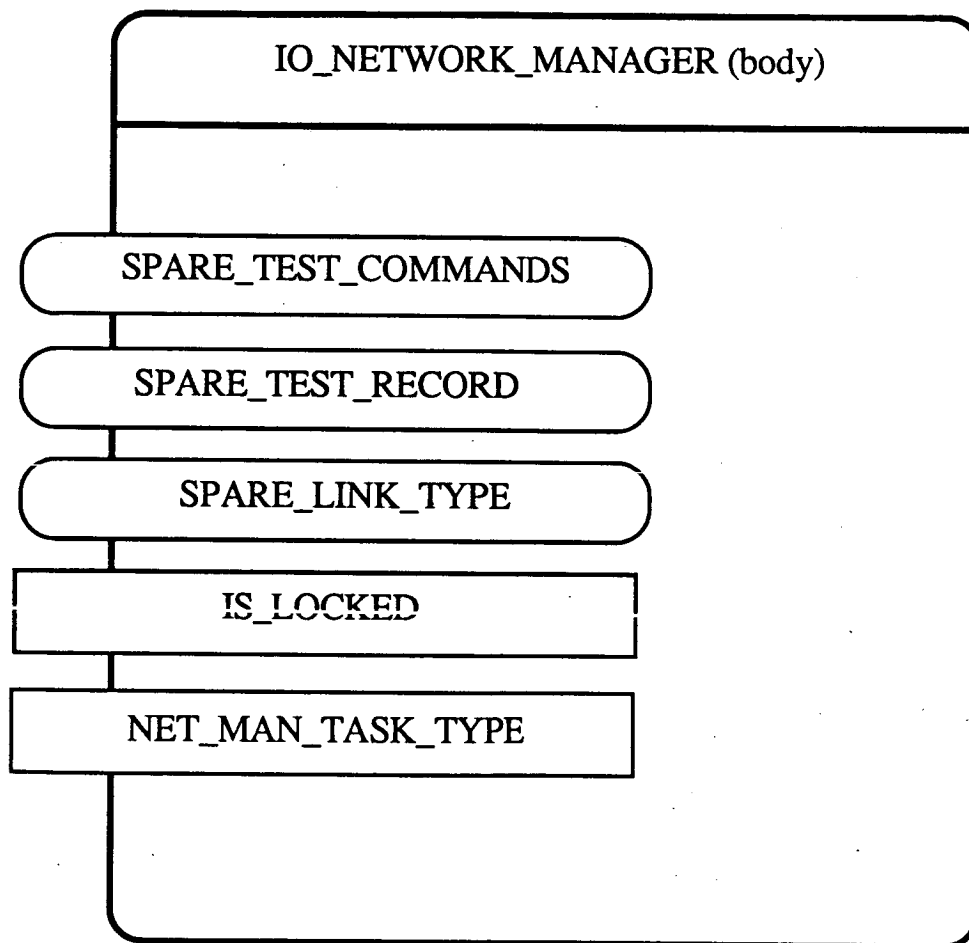 IO_NETWORK_MANAGER (body)
SPARE_TEST_COMMANDS
SPARE_TEST_RECORD
SPARE_LINK_TYPE
IS_LOCKED
NET_MAN_TASK_TYPE